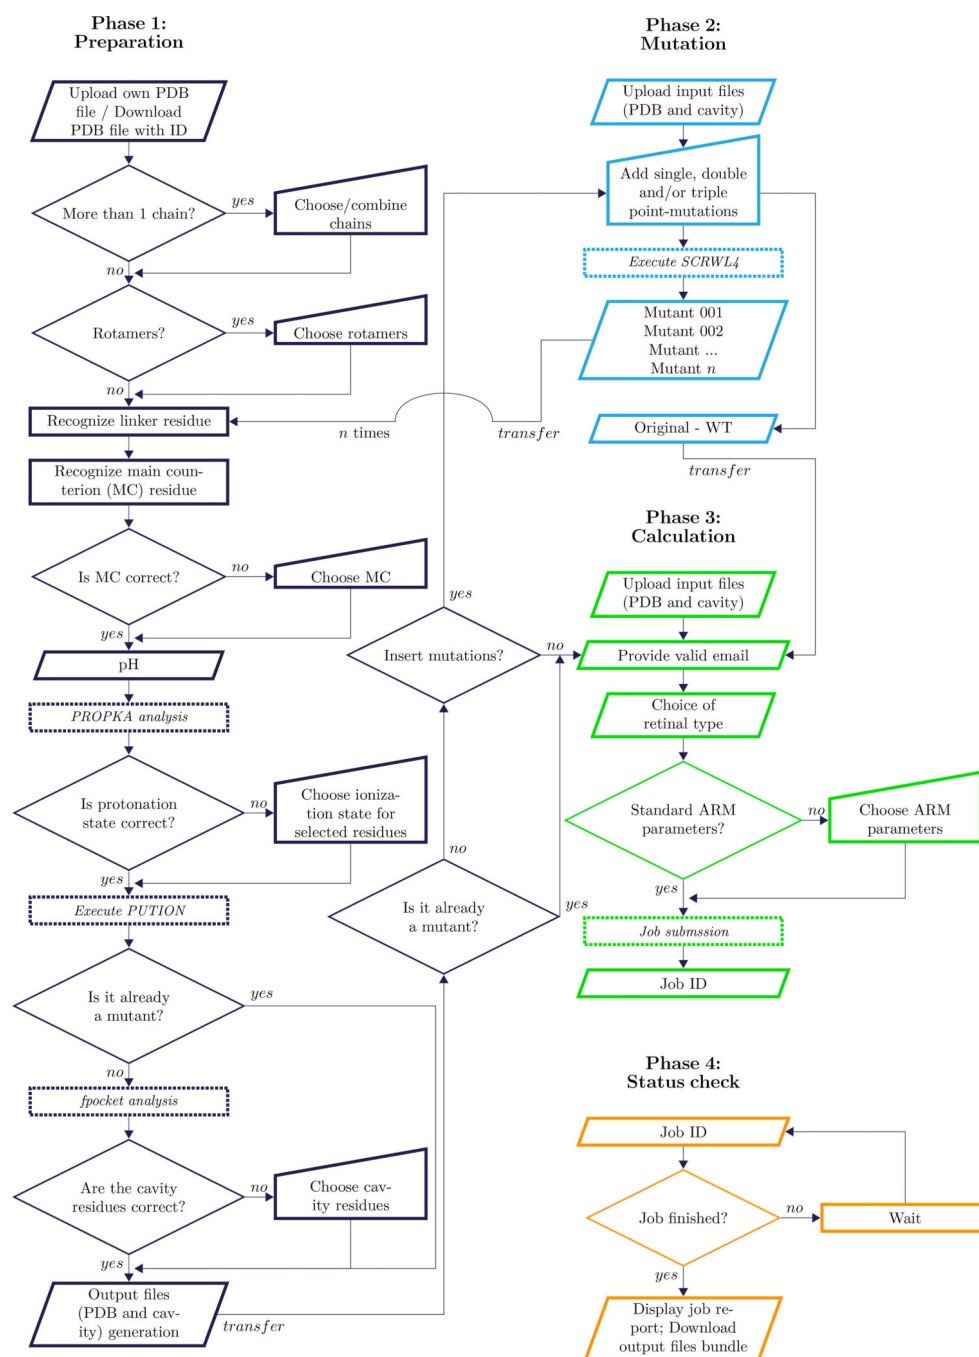 Phase 1:
Preparation
Upload own PDB
file / Download
PDB file with ID
More than 1 chain?
yes
Choose/combine
chains
no
Rotamers?
yes
Choose rotamers
no
Recognize linker residue
n times
transfer
Recognize main coun-
terion (MC) residue
Is MC correct?
no
Choose MC
yes
pH
PROPKA analysis
Is protonation
state correct?
no
Choose ioniza-
tion state for
selected residues
yes
Execute PUTION
Is it already
a mutant?
yes
no
fpocket analysis
Are the cavity
residues correct?
no
Choose cav-
ity residues
yes
Output files
(PDB and cav-
ity) generation
transfer
Is it already
a mutant?
yes
no
Insert mutations?
yes
no
Phase 2:
Mutation
Upload input files
(PDB and cavity)
Add single, double
and/or triple
point-mutations
Execute SCRWL4
Mutant 001
Mutant 002
Mutant ...
Mutant n
Original - WT
transfer
Phase 3:
Calculation
Upload input files
(PDB and cavity)
Provide valid email
Choice of
retinal type
Standard ARM
parameters?
no
Choose ARM
parameters
yes
Job submssion
Job ID
Phase 4:
Status check
Job ID
Job finished?
no
Wait
yes
Display job re-
port; Download
output files bundle